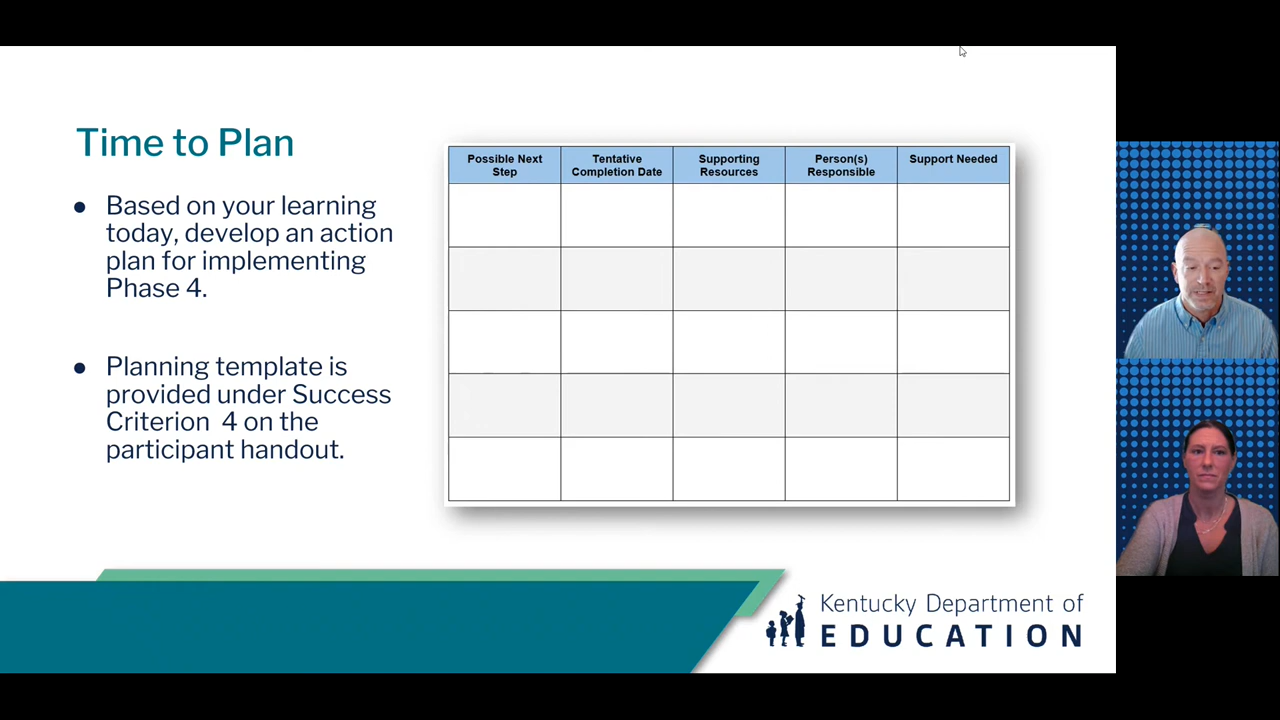 Time to Plan
● Based on your learning
today, develop an action
plan for implementing
Phase 4.
● Planning template is
provided under Success
Criterion 4 on the
participant handout.
Possible Next
Step
Tentative
Completion Date
Supporting
Resources
Person(s)
Responsible
Support Needed
Kentucky Department of
EDUCATION